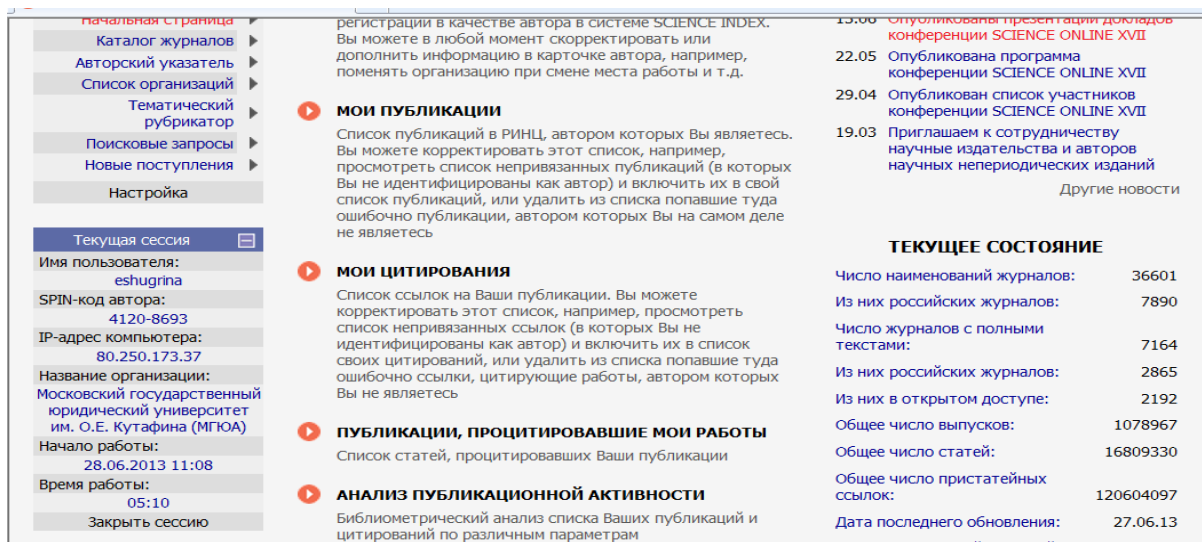 Начальная страница
Каталог журналов
Авторский указатель
Список организаций
Тематический
рубрикатор
Поисковые запросы
Новые поступления
Настройка
Текущая сессия
Имя пользователя:
eshugrina
SPIN-код автора:
4120-8693
IP-адрес компьютера:
80.250.173.37
Название организации:
Московский государственный
юридический университет
им. О.Е. Кутафина (МГЮА)
Начало работы:
28.06.2013 11:08
Время работы:
05:10
Закрыть сессию
регистрации в качестве автора в системе SCIENCE INDEX.
Вы можете в любой момент скорректировать или
дополнить информацию в карточке автора, например,
поменять организацию при смене места работы и т.д.
МОИ ПУБЛИКАЦИИ
Список публикаций в РИНЦ, автором которых Вы являетесь.
Вы можете корректировать этот список, например,
просмотреть список непривязанных публикаций (в которых
Вы не идентифицированы как автор) и включить их в свой
список публикаций, или удалить из списка попавшие туда
ошибочно публикации, автором которых Вы на самом деле
не являетесь
МОИ ЦИТИРОВАНИЯ
Список ссылок на Ваши публикации. Вы можете
корректировать этот список, например, просмотреть
список непривязанных ссылок (в которых Вы не
идентифицированы как автор) и включить их в список
своих цитирований, или удалить из списка попавшие туда
ошибочно ссылки, цитирующие работы, автором которых
Вы не являетесь
ПУБЛИКАЦИИ, ПРОЦИТИРОВАВШИЕ МОИ РАБОТЫ
Список статей, процитировавших Ваши публикации
АНАЛИЗ ПУБЛИКАЦИОННОЙ АКТИВНОСТИ
Библиометрический анализ списка Ваших публикаций и
цитирований по различным параметрам
13.06 Опубликованы презентации докладов
конференции SCIENCE ONLINE XVII
22.05 Опубликована программа
конференции SCIENCE ONLINE XVII
29.04 Опубликован список участников
конференции SCIENCE ONLINE XVII
19.03 Приглашаем к сотрудничеству
научные издательства и авторов
научных непериодических изданий
Другие новости
ТЕКУЩЕЕ СОСТОЯНИЕ
Число наименований журналов: 36601
Из них российских журналов: 7890
Число журналов с полными
текстами: 7164
Из них российских журналов: 2865
Из них в открытом доступе: 2192
Общее число выпусков: 1078967
Общее число статей: 16809330
Общее число пристатейных
ссылок: 120604097
Дата последнего обновления: 27.06.13